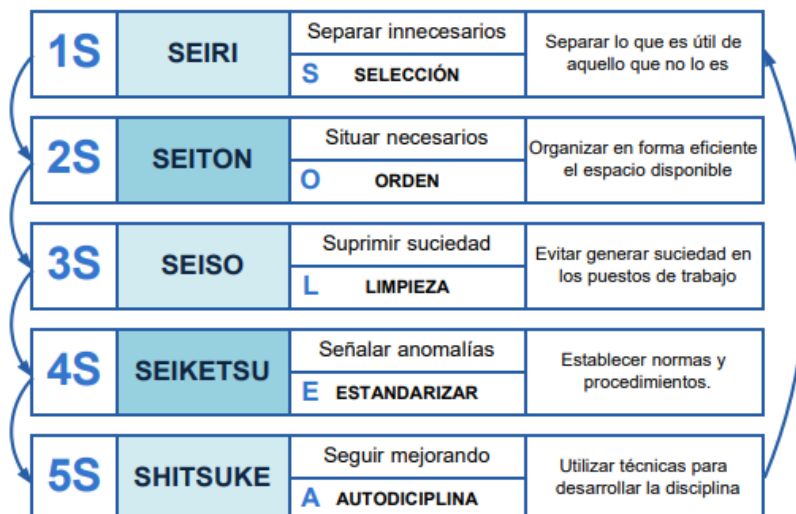 1S
SEIRI
Separar innecesarios
S SELECCIÓN
Separar lo que es útil de
aquello que no lo es
2S
SEITON
Situar necesarios
O ORDEN
Organizar en forma eficiente
el espacio disponible
3S
SEISO
Suprimir suciedad
L LIMPIEZA
Evitar generar suciedad en
los puestos de trabajo
4S
SEIKETSU
Señalar anomalías
E ESTANDARIZAR
Establecer normas y
procedimientos.
5S
SHITSUKE
Seguir mejorando
A AUTODICIPLINA
Utilizar técnicas para
desarrollar la disciplina